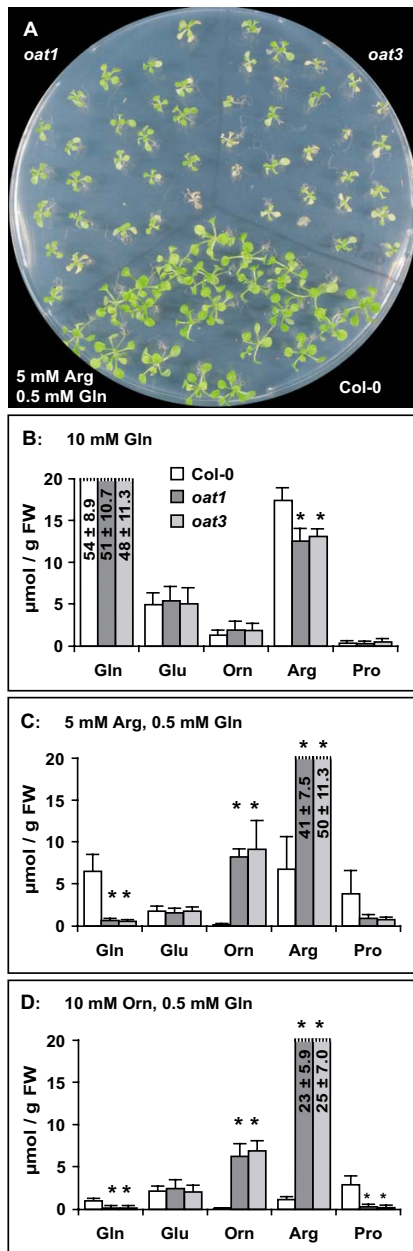 A
oat1
oat3
5 mM Arg
0.5 mM Gln
Col-0
B: 10 mM Gln
20
15
10
5
0
µmol / g FW
54 ± 8.9
51 ± 10.7
48 ± 11.3
Col-0
oat1
oat3
* *
Gln Glu Orn Arg Pro
C: 5 mM Arg, 0.5 mM Gln
20
15
10
5
0
µmol / g FW
* *
* *
* *
41 ± 7.5
50 ± 11.3
Gln Glu Orn Arg Pro
D: 10 mM Orn, 0.5 mM Gln
20
15
10
5
0
µmol / g FW
* *
* *
* *
23 ± 5.9
25 ± 7.0
* *
Gln Glu Orn Arg Pro